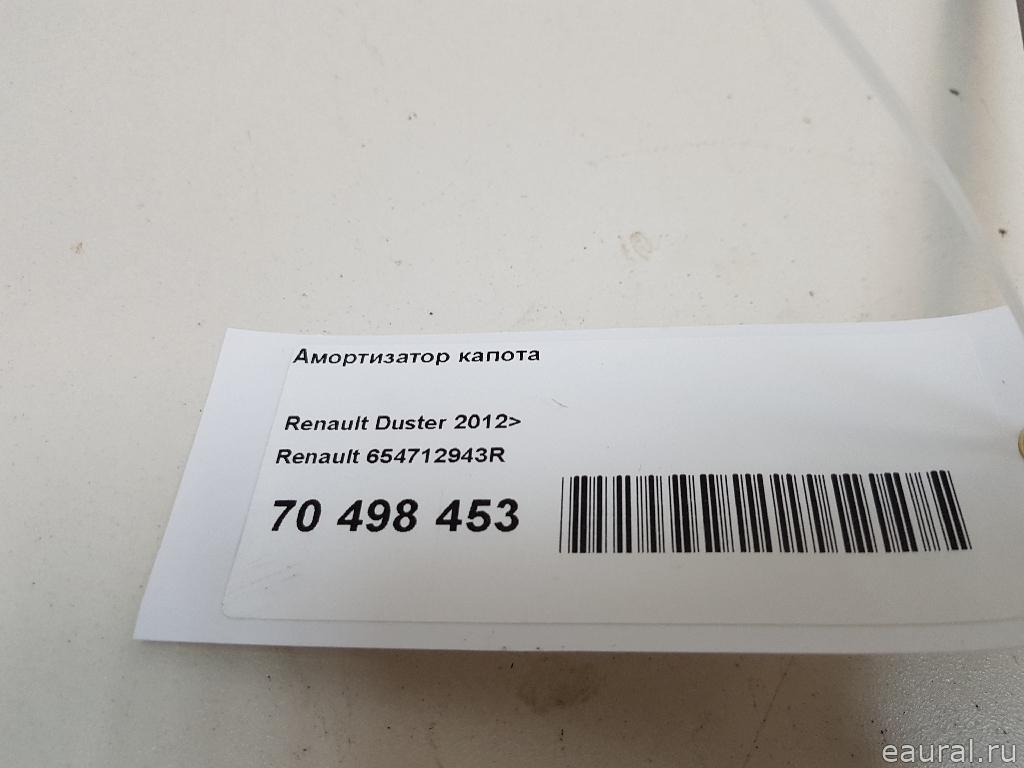 Амортизатор капота
Renault Duster 2012>
Renault 654712943R
70 498 453
eaural.ru